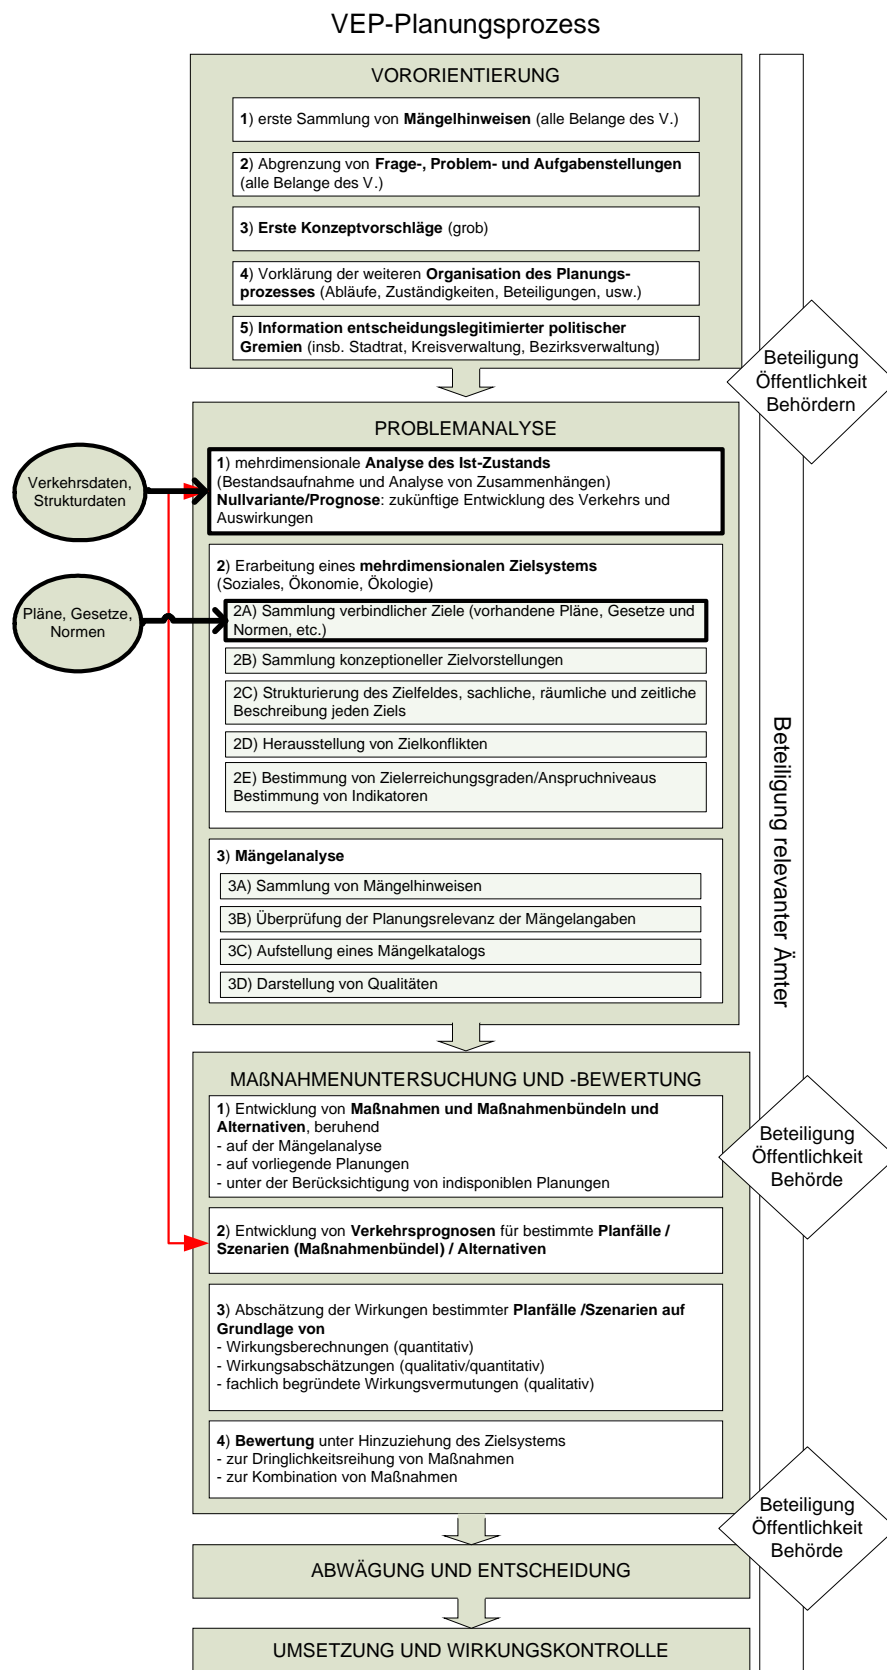 VEP-Planungsprozess
VORORIENTIERUNG
1) erste Sammlung von Mängelhinweisen (alle Belange des V.)
2) Abgrenzung von Frage-, Problem- und Aufgabenstellungen
(alle Belange des V.)
3) Erste Konzeptvorschläge (grob)
4) Vorklärung der weiteren Organisation des Planungs-
prozesses (Abläufe, Zuständigkeiten, Beteiligungen, usw.)
5) Information entscheidungslegitimierter politischer
Gremien (insb. Stadtrat, Kreisverwaltung, Bezirksverwaltung)
Beteiligung
Öffentlichkeit
Behördern
PROBLEMANALYSE
Verkehrsdaten,
Strukturdaten
1) mehrdimensionale Analyse des Ist-Zustands
(Bestandsaufnahme und Analyse von Zusammenhängen)
Nullvariante/Prognose: zukünftige Entwicklung des Verkehrs und
Auswirkungen
2) Erarbeitung eines mehrdimensionalen Zielsystems
(Soziales, Ökonomie, Ökologie)
Pläne, Gesetze,
Normen
2A) Sammlung verbindlicher Ziele (vorhandene Pläne, Gesetze und
Normen, etc.)
2B) Sammlung konzeptioneller Zielvorstellungen
2C) Strukturierung des Zielfeldes, sachliche, räumliche und zeitliche
Beschreibung jeden Ziels
2D) Herausstellung von Zielkonflikten
2E) Bestimmung von Zielerreichungsgraden/Anspruchniveaus
Bestimmung von Indikatoren
3) Mängelanalyse
3A) Sammlung von Mängelhinweisen
3B) Überprüfung der Planungsrelevanz der Mängelangaben
3C) Aufstellung eines Mängelkatalogs
3D) Darstellung von Qualitäten
Beteiligung relevanter Ämter
MAßNAHMENUNTERSUCHUNG UND -BEWERTUNG
1) Entwicklung von Maßnahmen und Maßnahmenbündeln und
Alternativen, beruhend
- auf der Mängelanalyse
- auf vorliegende Planungen
- unter der Berücksichtigung von indisponiblen Planungen
Beteiligung
Öffentlichkeit
Behörde
2) Entwicklung von Verkehrsprognosen für bestimmte Planfälle /
Szenarien (Maßnahmenbündel) / Alternativen
3) Abschätzung der Wirkungen bestimmter Planfälle /Szenarien auf
Grundlage von
- Wirkungsberechnungen (quantitativ)
- Wirkungsabschätzungen (qualitativ/quantitativ)
- fachlich begründete Wirkungsvermutungen (qualitativ)
4) Bewertung unter Hinzuziehung des Zielsystems
- zur Dringlichkeitsreihung von Maßnahmen
- zur Kombination von Maßnahmen
Beteiligung
Öffentlichkeit
Behörde
ABWÄGUNG UND ENTSCHEIDUNG
UMSETZUNG UND WIRKUNGSKONTROLLE